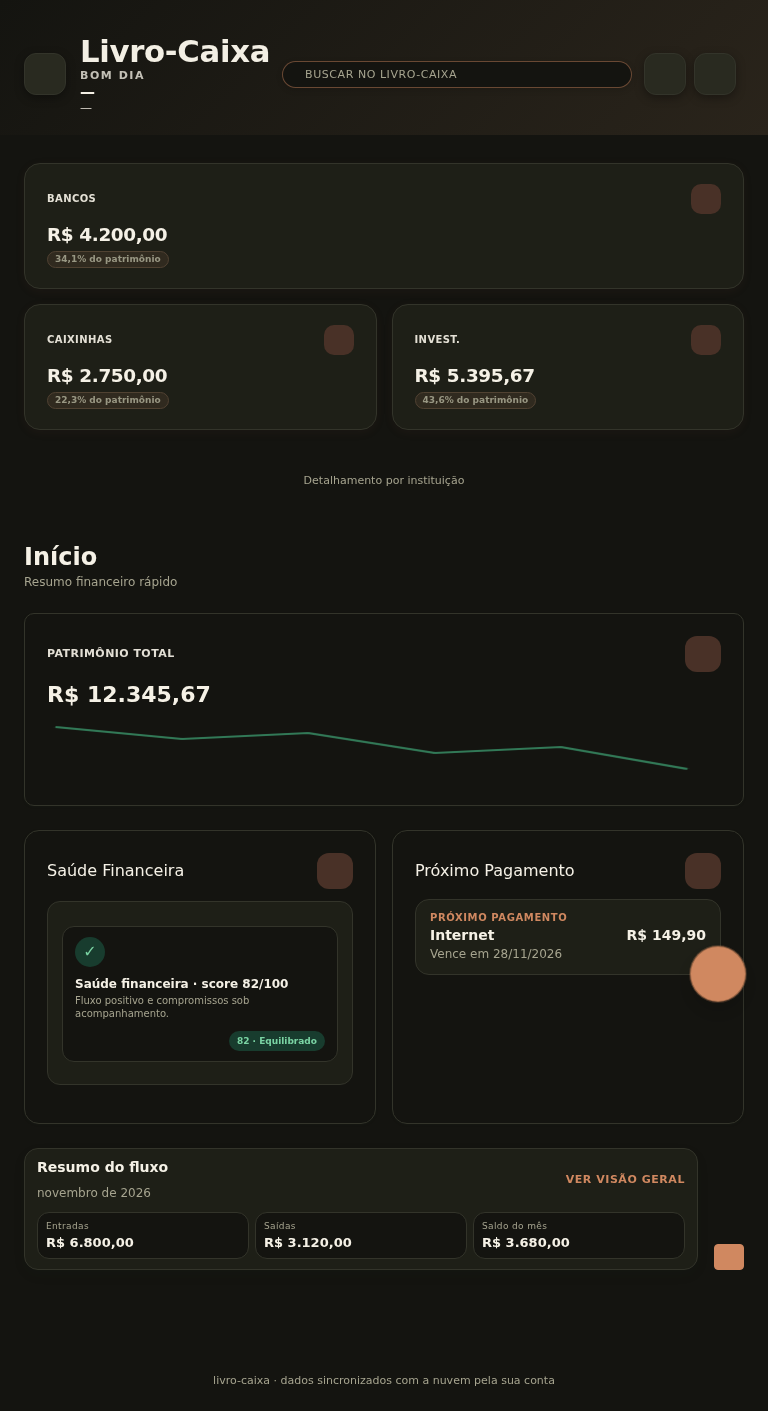 Livro-Caixa
BOM DIA
—
—
BUSCAR NO LIVRO-CAIXA
BANCOS
R$ 4.200,00
34,1% do patrimônio
CAIXINHAS
R$ 2.750,00
22,3% do patrimônio
INVEST.
R$ 5.395,67
43,6% do patrimônio
Detalhamento por instituição
Início
Resumo financeiro rápido
PATRIMÔNIO TOTAL
R$ 12.345,67
Saúde Financeira
✓
Saúde financeira · score 82/100
Fluxo positivo e compromissos sob
acompanhamento.
82 · Equilibrado
Próximo Pagamento
PRÓXIMO PAGAMENTO
Internet R$ 149,90
Vence em 28/11/2026
Resumo do fluxo
novembro de 2026
VER VISÃO GERAL
Entradas
R$ 6.800,00
Saídas
R$ 3.120,00
Saldo do mês
R$ 3.680,00
livro-caixa · dados sincronizados com a nuvem pela sua conta